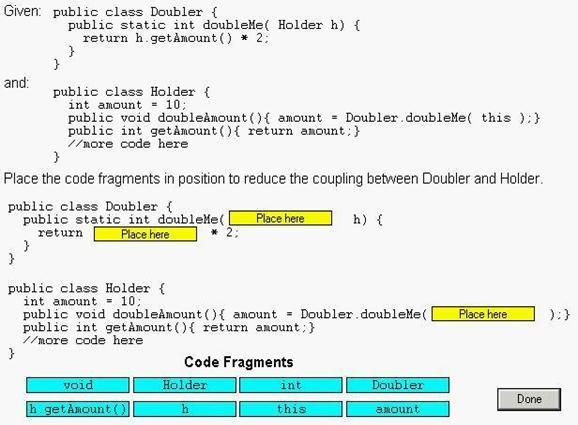 Given: public class Doubler {
public static int doubleMe( Holder h) {
return h.getAmount() * 2;
}
}
and:
public class Holder {
int amount = 10;
public void doubleAmount(){ amount = Doubler.doubleMe( this );}
public int getAmount(){ return amount;}
//more code here
}
Place the code fragments in position to reduce the coupling between Doubler and Holder.
public class Doubler {
public static int doubleMe( Place here h) {
return Place here * 2;
}
}
public class Holder {
int amount = 10;
public void doubleAmount(){ amount = Doubler.doubleMe( Place here );}
public int getAmount(){ return amount;}
//more code here
}
Code Fragments
void Holder int Doubler
h.getAmount() h this amount
Done